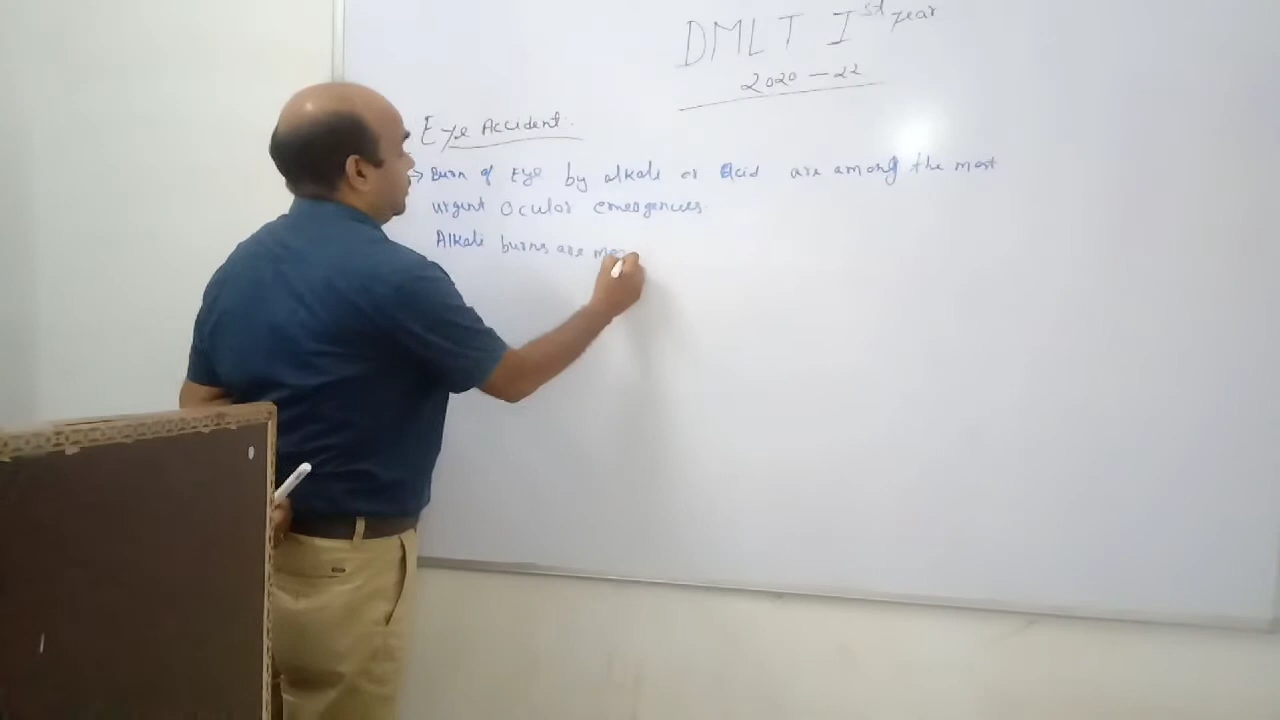 DMLT Ist year
2020-22
Eye Accident.
→ Burn of Eye by alkali or Acid are among the most
urgent ocular emergencies.
Alkali burns are